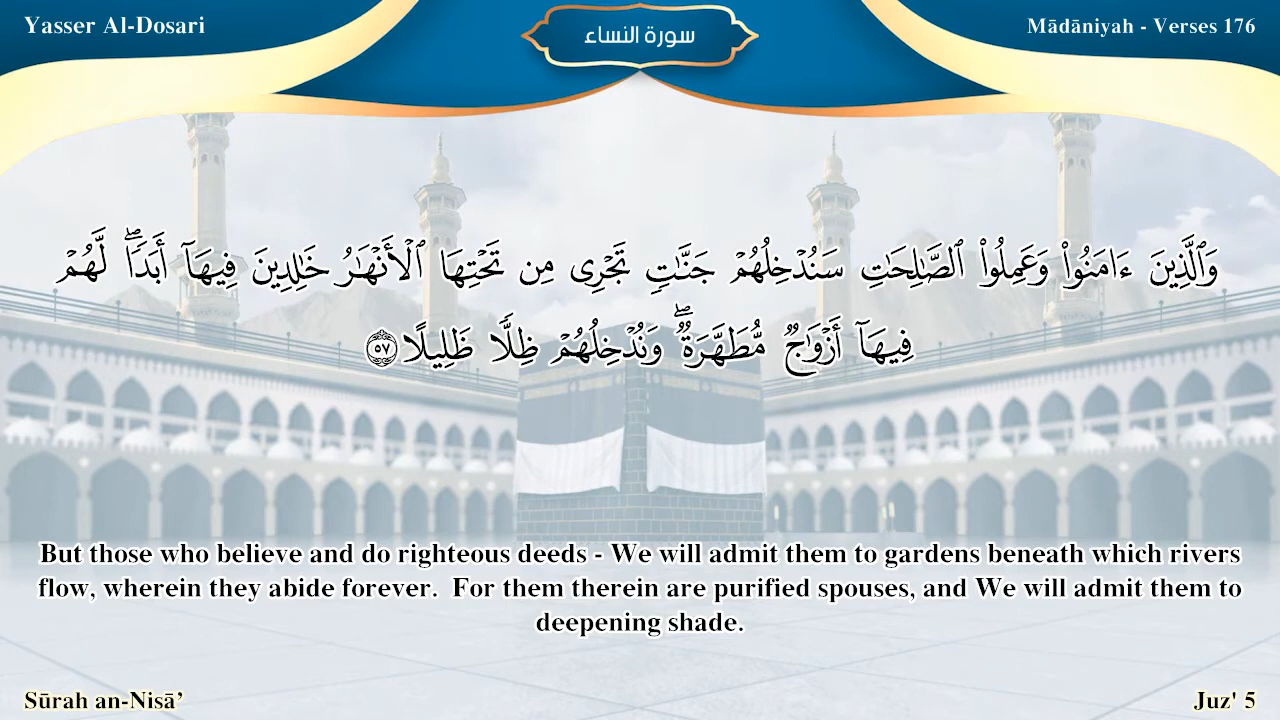 Yasser Al-Dosari
سورة النساء
Mādāniyah - Verses 176
وَٱلَّذِينَ ءَامَنُوا۟ وَعَمِلُوا۟ ٱلصَّـٰلِحَـٰتِ سَنُدْخِلُهُمْ جَنَّـٰتٍ تَجْرِى مِن تَحْتِهَا ٱلْأَنْهَـٰرُ خَـٰلِدِينَ فِيهَآ أَبَدًا ۖ لَّهُمْ
فِيهَآ أَزْوَٰجٌ مُّطَهَّرَةٌ ۖ وَنُدْخِلُهُمْ ظِلًّا ظَلِيلًا ٥٧
But those who believe and do righteous deeds - We will admit them to gardens beneath which rivers
flow, wherein they abide forever.  For them therein are purified spouses, and We will admit them to
deepening shade.
Sūrah an-Nisā’
Juz' 5